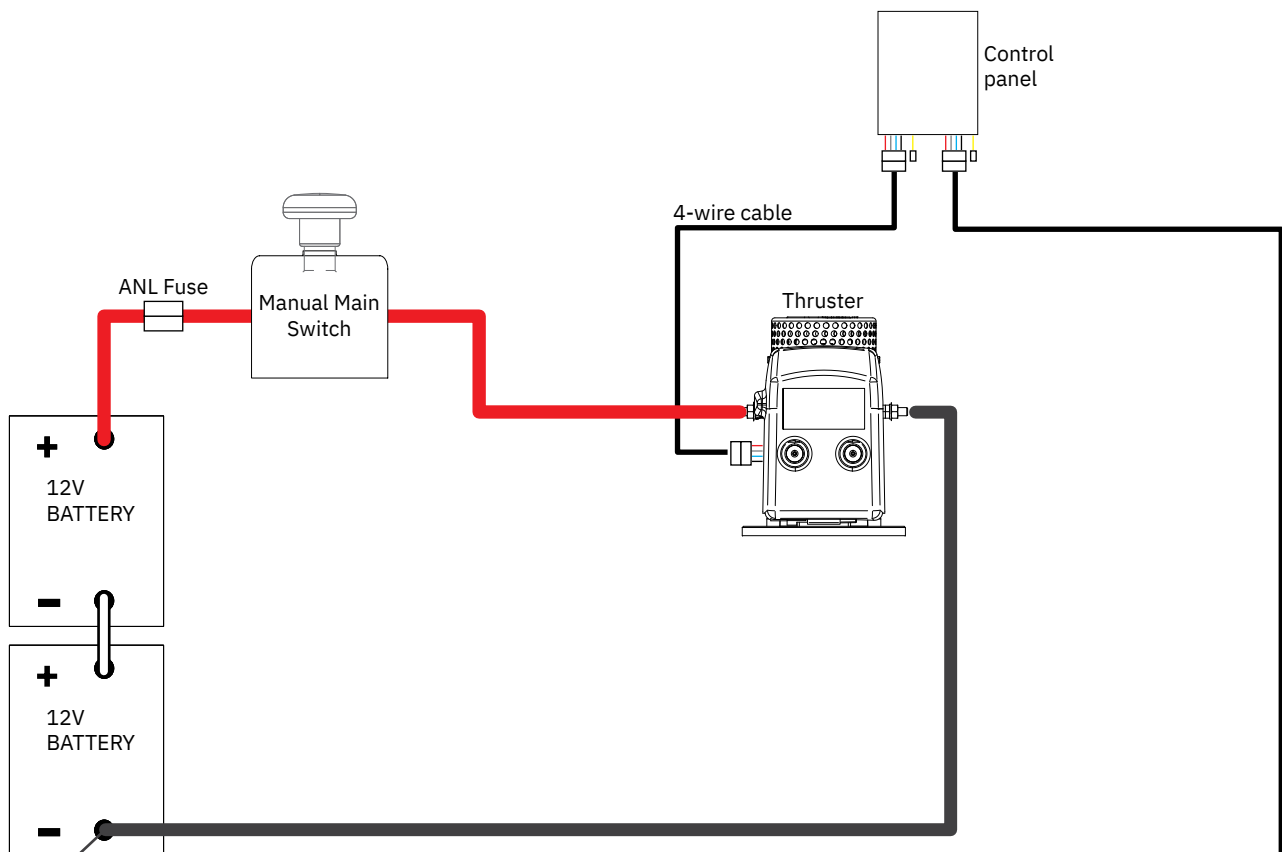 Control
panel
4-wire cable
ANL Fuse
Manual Main
Switch
Thruster
+
12V
BATTERY
-
+
12V
BATTERY
-